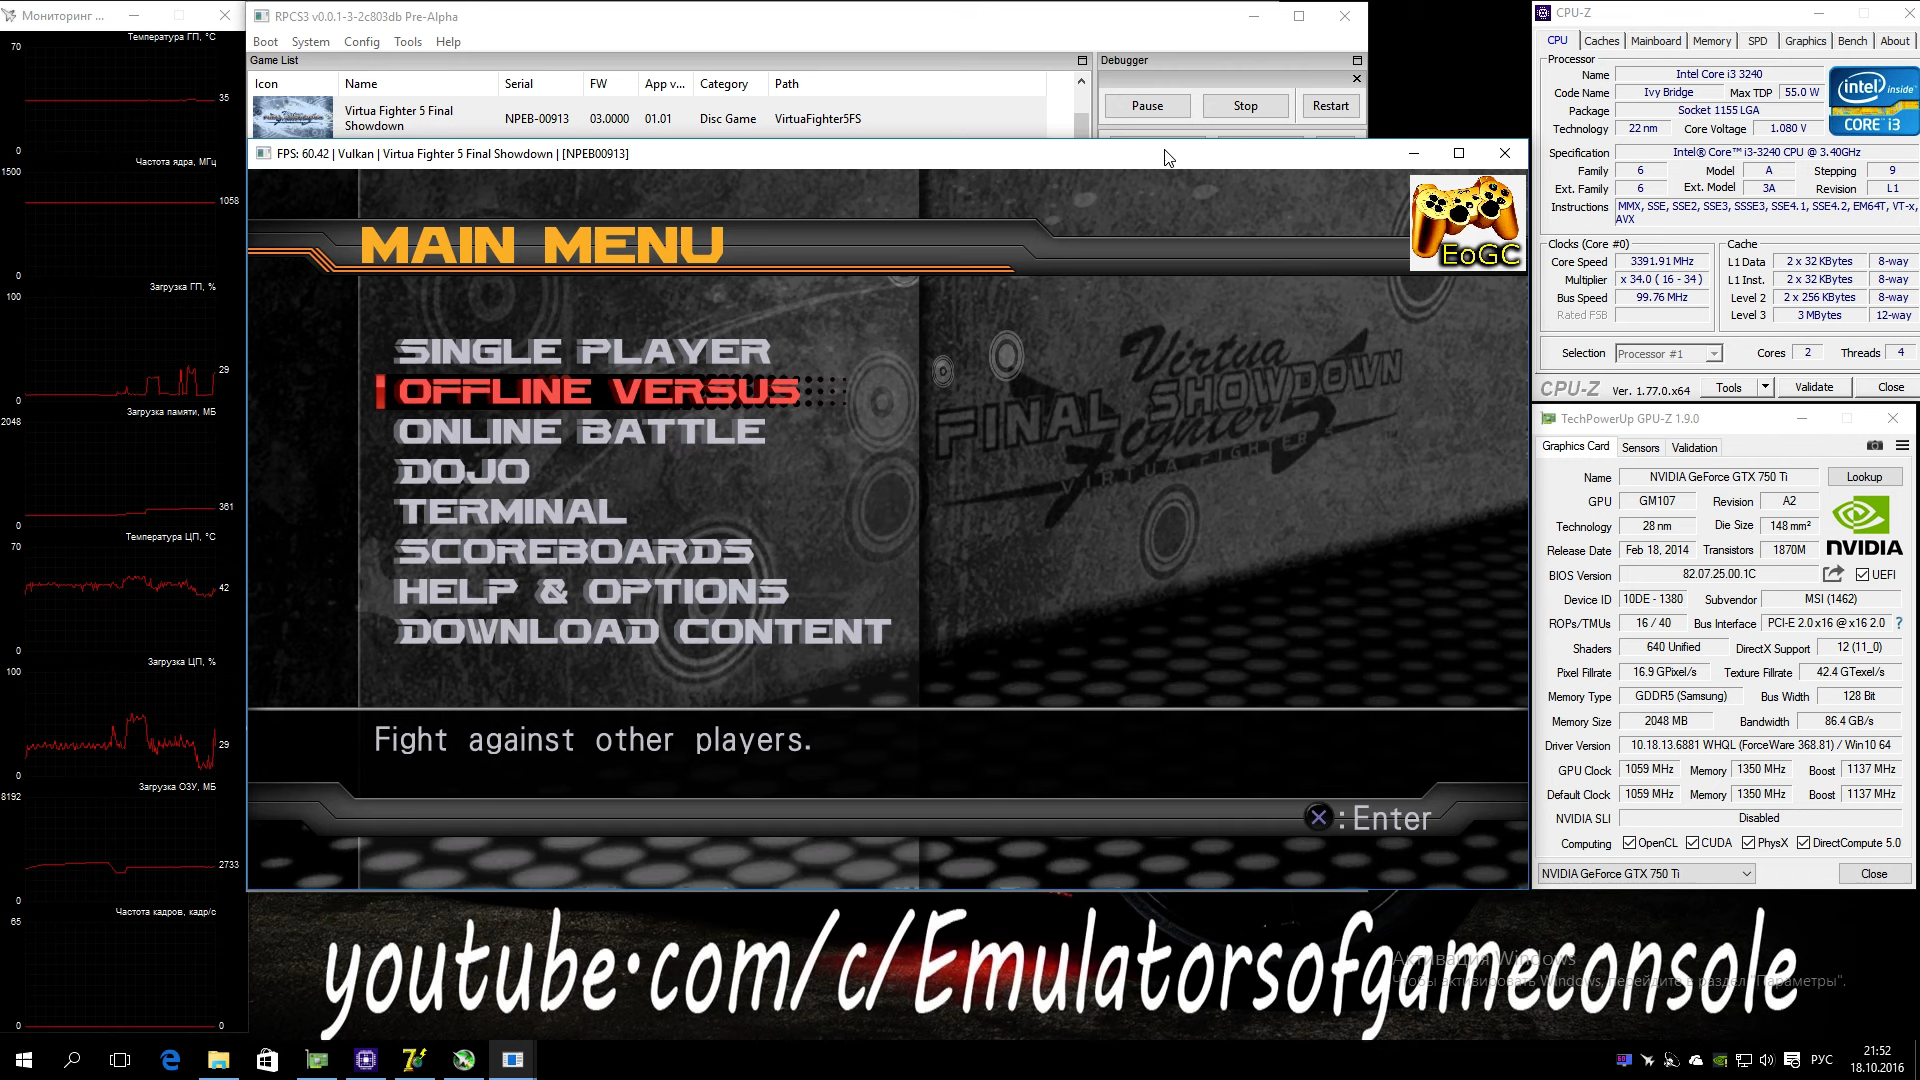 Мониторинг ...
Температура ГП, °C
70
35
0
Частота ядра, МГц
1500
1058
0
Загрузка ГП, %
100
29
0
Загрузка памяти, МБ
2048
361
0
Температура ЦП, °C
70
42
0
Загрузка ЦП, %
100
29
0
Загрузка ОЗУ, МБ
8192
2733
0
Частота кадров, кадр/с
65
0
0
RPCS3 v0.0.1-3-2c803db Pre-Alpha
Boot System Config Tools Help
Game List
Icon Name Serial FW App v... Category Path
Virtua Fighter 5 Final Showdown NPEB-00913 03.0000 01.01 Disc Game VirtuaFighter5FS
Debugger
Pause Stop Restart
FPS: 60.42 | Vulkan | Virtua Fighter 5 Final Showdown | [NPEB00913]
EoGC
MAIN MENU
SINGLE PLAYER
OFFLINE VERSUS
ONLINE BATTLE
DOJO
TERMINAL
SCOREBOARDS
HELP & OPTIONS
DOWNLOAD CONTENT
Virtua
FINAL SHOWDOWN
Fighter 5
VIRTUA FIGHTER
Fight against other players.
:Enter
CPU-Z
CPU Caches Mainboard Memory SPD Graphics Bench About
Processor
Name Intel Core i3 3240
Code Name Ivy Bridge Max TDP 55.0 W
Package Socket 1155 LGA
Technology 22 nm Core Voltage 1.080 V
intel inside™
CORE i3
Specification Intel® Core™ i3-3240 CPU @ 3.40GHz
Family 6 Model A Stepping 9
Ext. Family 6 Ext. Model 3A Revision L1
Instructions MMX, SSE, SSE2, SSE3, SSSE3, SSE4.1, SSE4.2, EM64T, VT-x, AVX
Clocks (Core #0)
Core Speed 3391.91 MHz
Multiplier x 34.0 ( 16 - 34 )
Bus Speed 99.76 MHz
Rated FSB
Cache
L1 Data 2 x 32 KBytes 8-way
L1 Inst. 2 x 32 KBytes 8-way
Level 2 2 x 256 KBytes 8-way
Level 3 3 MBytes 12-way
Selection Processor #1 Cores 2 Threads 4
CPU-Z Ver. 1.77.0.x64 Tools Validate Close
TechPowerUp GPU-Z 1.9.0
Graphics Card Sensors Validation
Name NVIDIA GeForce GTX 750 Ti Lookup
GPU GM107 Revision A2
Technology 28 nm Die Size 148 mm²
Release Date Feb 18, 2014 Transistors 1870M
NVIDIA
BIOS Version 82.07.25.00.1C UEFI
Device ID 10DE - 1380 Subvendor MSI (1462)
ROPs/TMUs 16 / 40 Bus Interface PCI-E 2.0 x16 @ x16 2.0 ?
Shaders 640 Unified DirectX Support 12 (11_0)
Pixel Fillrate 16.9 GPixel/s Texture Fillrate 42.4 GTexel/s
Memory Type GDDR5 (Samsung) Bus Width 128 Bit
Memory Size 2048 MB Bandwidth 86.4 GB/s
Driver Version 10.18.13.6881 WHQL (ForceWare 368.81) / Win10 64
GPU Clock 1059 MHz Memory 1350 MHz Boost 1137 MHz
Default Clock 1059 MHz Memory 1350 MHz Boost 1137 MHz
NVIDIA SLI Disabled
Computing OpenCL CUDA PhysX DirectCompute 5.0
NVIDIA GeForce GTX 750 Ti Close
youtube.com/c/Emulatorsofgameconsole
Активация Windows
Чтобы активировать Windows, перейдите в раздел "Параметры".
РУС
21:52
18.10.2016